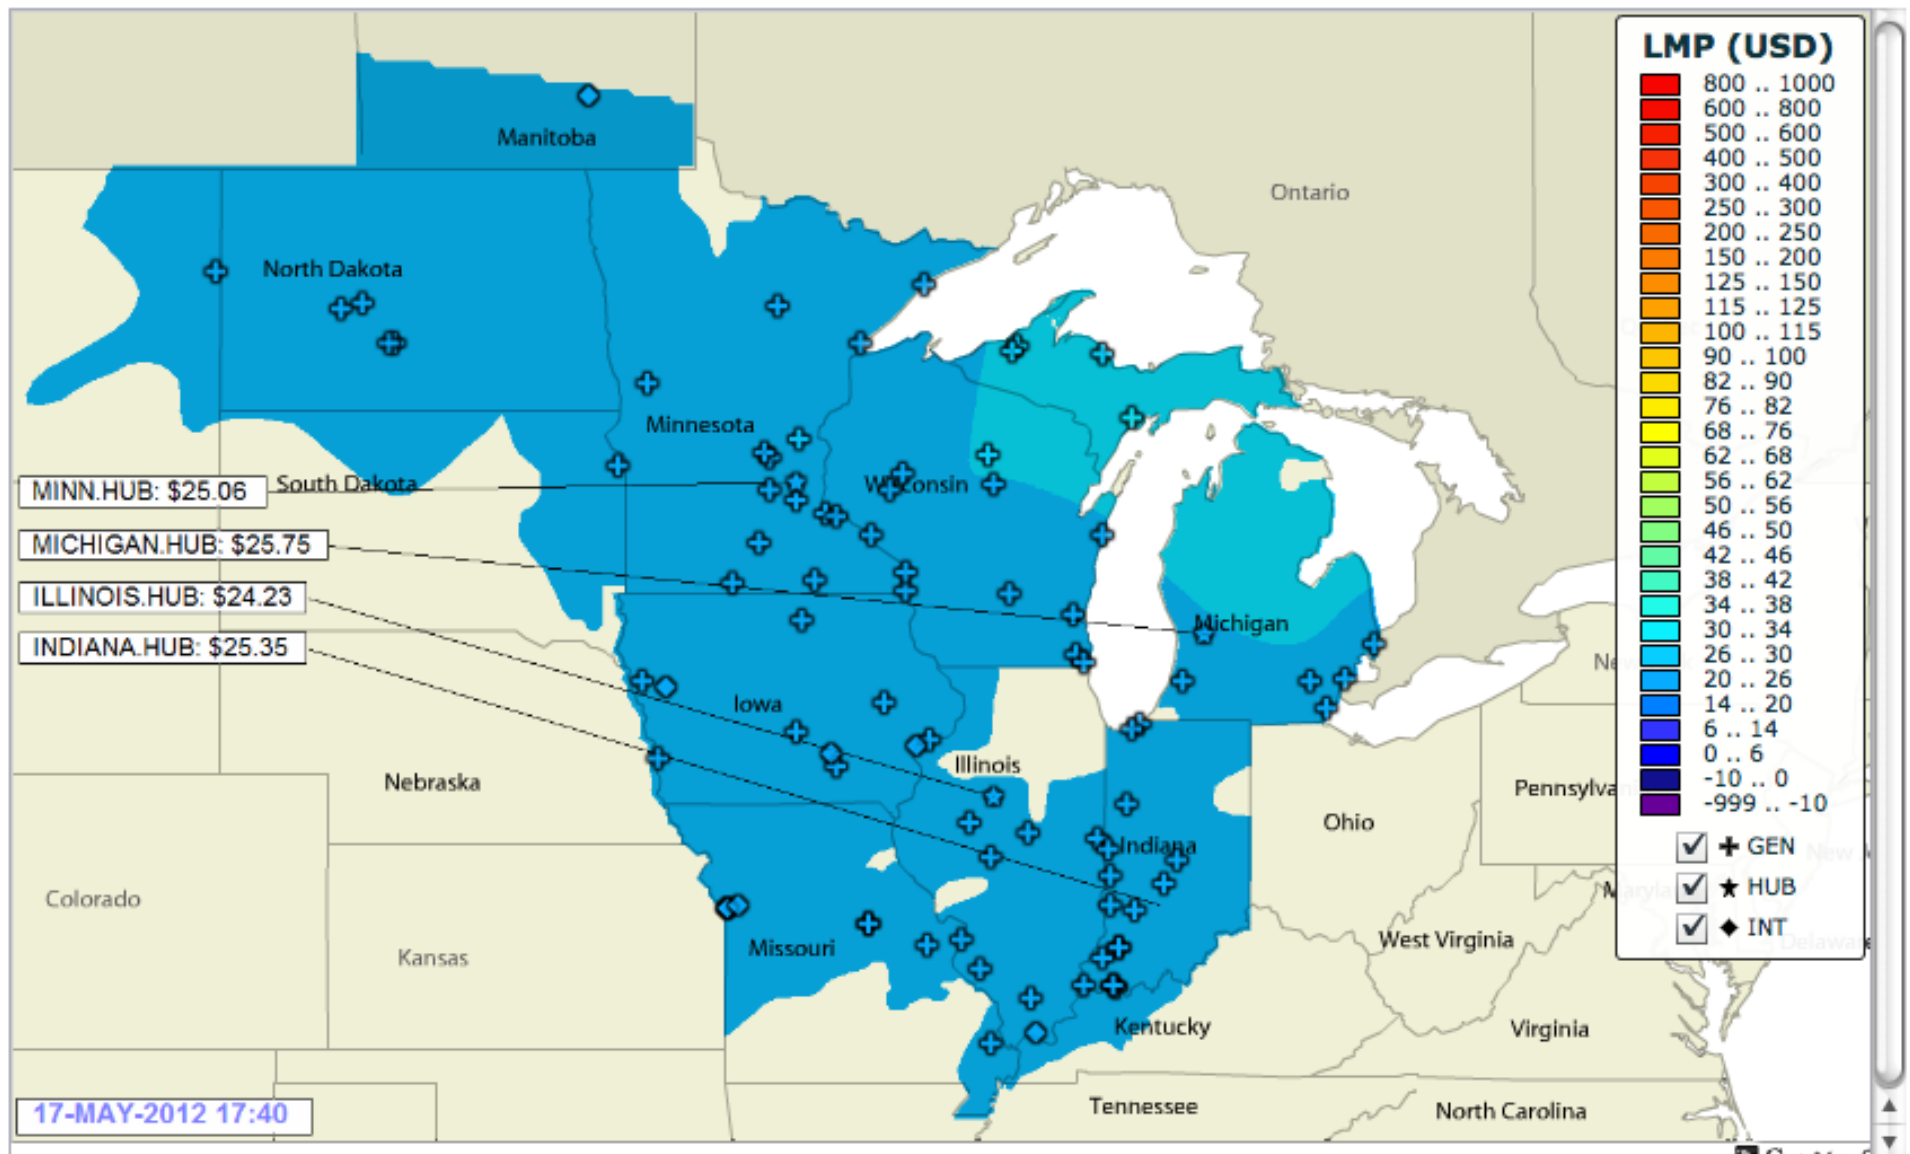 Manitoba
Ontario
North Dakota
Minnesota
South Dakota
Wisconsin
MINN.HUB: $25.06
MICHIGAN.HUB: $25.75
ILLINOIS.HUB: $24.23
INDIANA.HUB: $25.35
Michigan
Iowa
Illinois
Nebraska
Indiana
Ohio
Pennsylva
Colorado
Kansas
Missouri
West Virginia
Kentucky
Virginia
Tennessee
North Carolina
Maryla
Delaware
17-MAY-2012 17:40
LMP (USD)
800 .. 1000
600 .. 800
500 .. 600
400 .. 500
300 .. 400
250 .. 300
200 .. 250
150 .. 200
125 .. 150
115 .. 125
100 .. 115
90 .. 100
82 .. 90
76 .. 82
68 .. 76
62 .. 68
56 .. 62
50 .. 56
46 .. 50
42 .. 46
38 .. 42
34 .. 38
30 .. 34
26 .. 30
20 .. 26
14 .. 20
6 .. 14
0 .. 6
-10 .. 0
-999 .. -10
GEN
HUB
INT